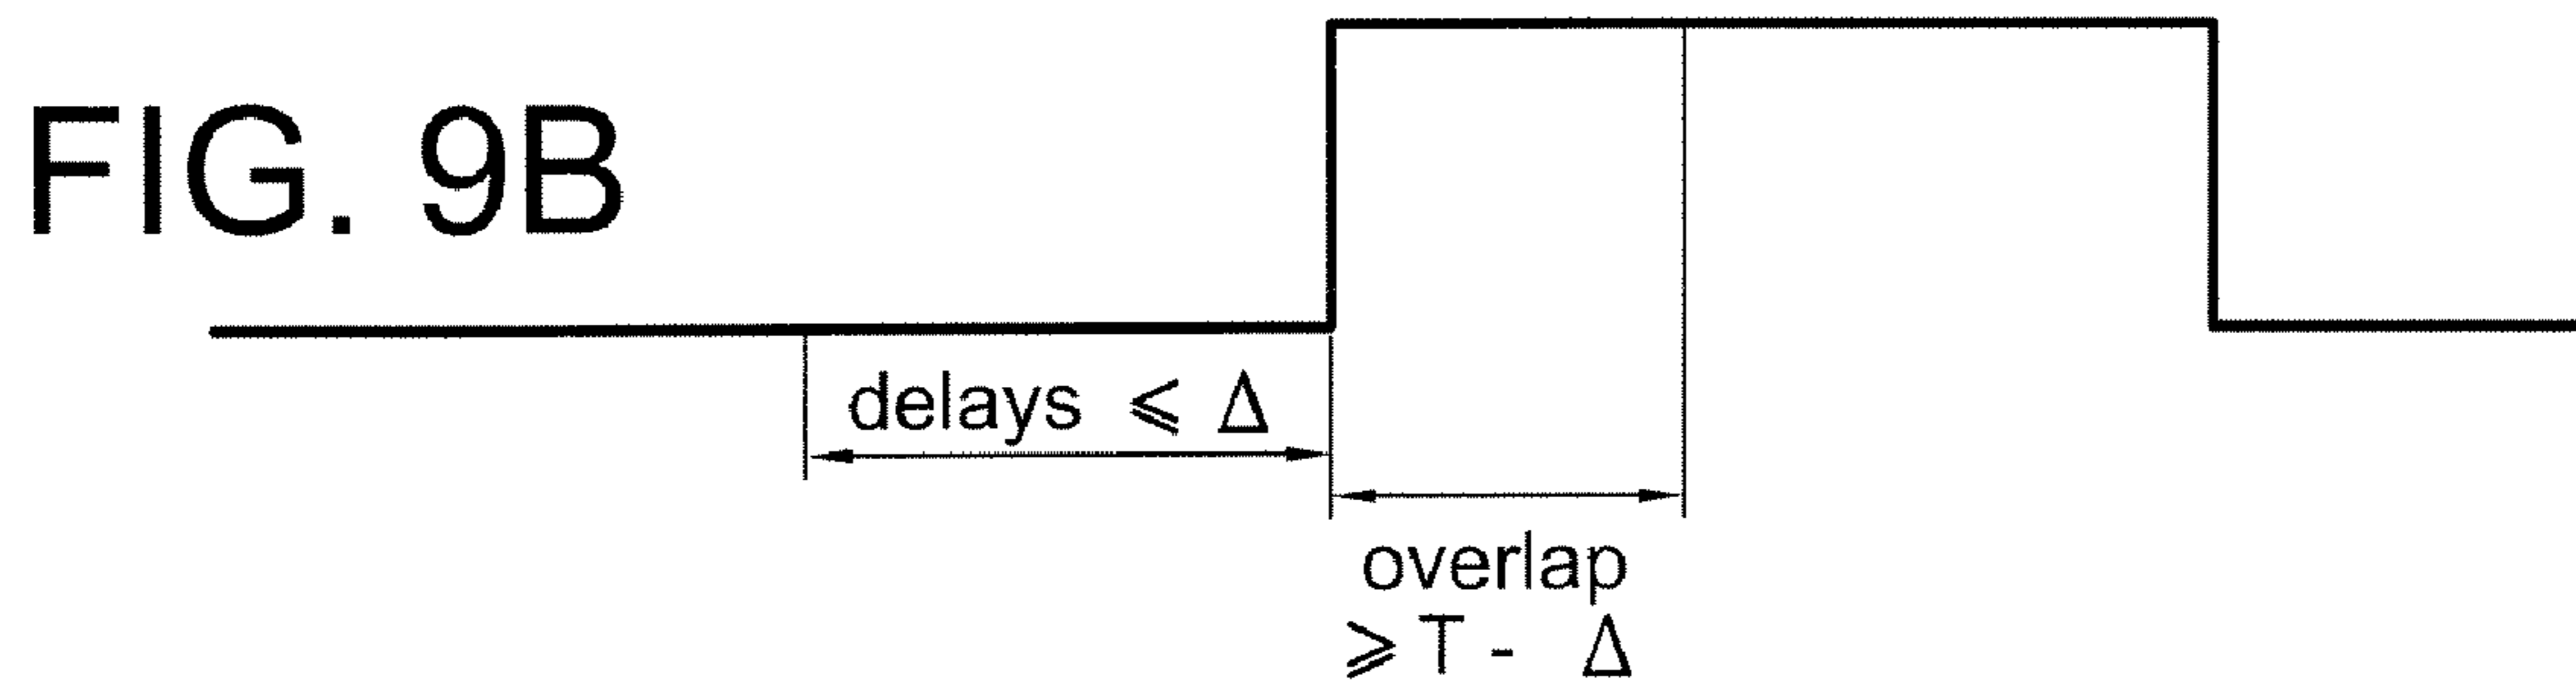 FIG. 9B
delays ⩽ Δ
overlap
⩾ T - Δ